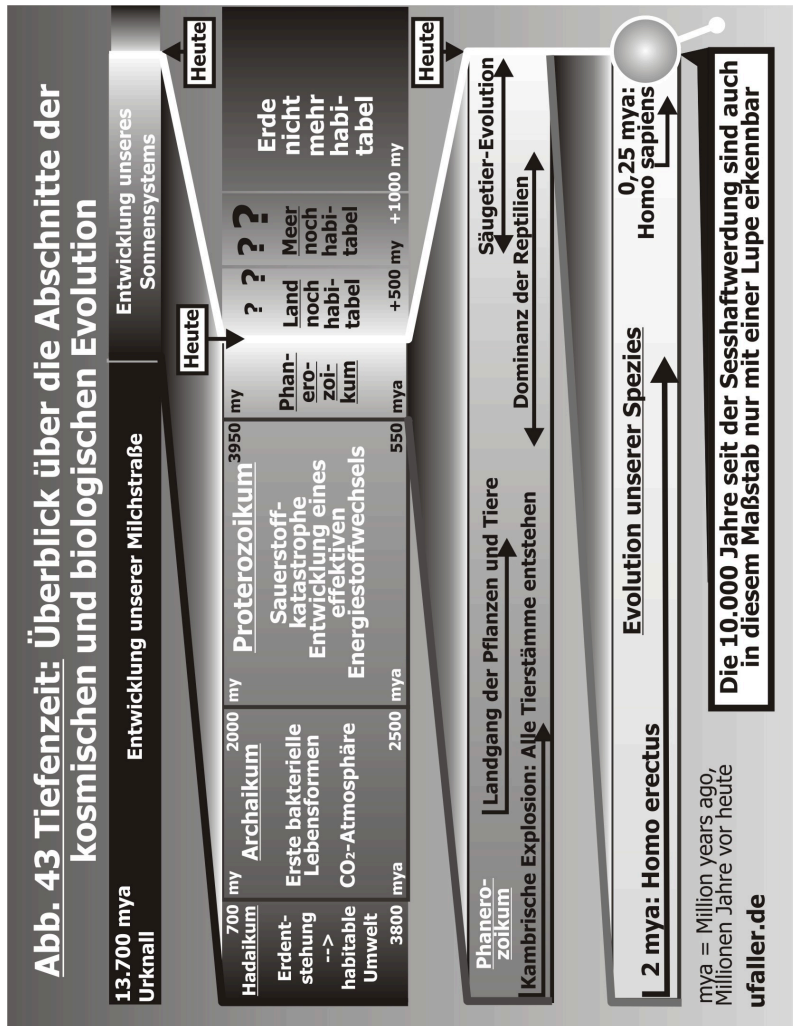 Abb. 43 Tiefenzeit: Überblick über die Abschnitte der
kosmischen und biologischen Evolution
13.700 mya
Urknall
Entwicklung unserer Milchstraße
Entwicklung unseres
Sonnensystems
Heute
Heute
700 my
Hadaikum
Erdent-
stehung
-->
habitable
Umwelt
3800 mya
2000 my
Archaikum
Erste bakterielle
Lebensformen
CO₂-Atmosphäre
2500 mya
3950 my
Proterozoikum
Sauerstoff-
katastrophe
Entwicklung eines
effektiven
Energiestoffwechsels
550 mya
Phan-
ero-
zoi-
kum
? ? ? ?
Land
noch
habi-
tabel
+500 my
Meer
noch
habi-
tabel
+1000 my
Erde
nicht
mehr
habi-
tabel
Heute
Phanero-
zoikum
Kambrische Explosion: Alle Tierstämme entstehen
Landgang der Pflanzen und Tiere
Dominanz der Reptilien
Säugetier-Evolution
2 mya: Homo erectus
Evolution unserer Spezies
0,25 mya:
Homo sapiens
Die 10.000 Jahre seit der Sesshaftwerdung sind auch
in diesem Maßstab nur mit einer Lupe erkennbar
mya = Million years ago,
Millionen Jahre vor heute
ufaller.de